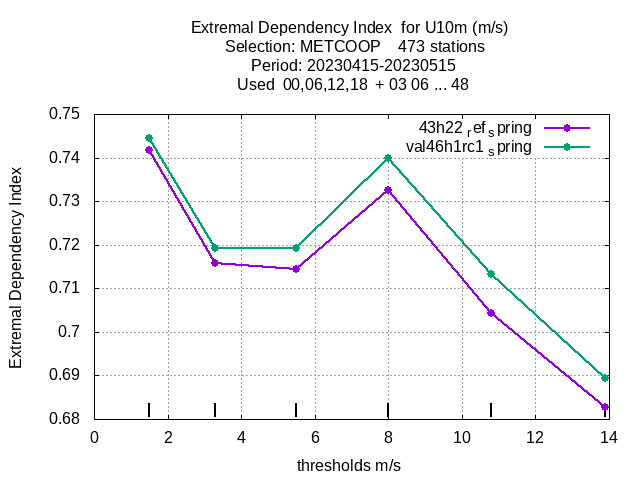 Extremal Dependency Index  for U10m (m/s)
Selection: METCOOP    473 stations
Period: 20230415-20230515
Used  00,06,12,18  + 03 06 ... 48
43h22 ref spring
val46h1rc1 spring
Extremal Dependency Index
0.75
0.74
0.73
0.72
0.71
0.7
0.69
0.68
0 2 4 6 8 10 12 14
thresholds m/s